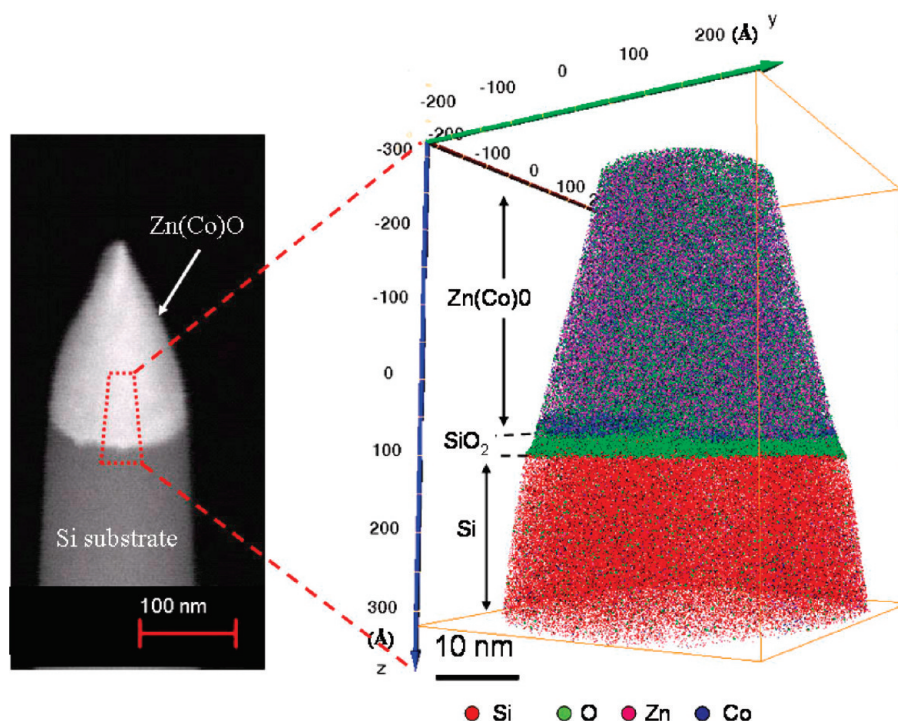 Zn(Co)O
Si substrate
100 nm
200 (Å) y
100
0
-100
-200
-200
-100
0
100
-300
-200
-100
0
100
200
300
(Å)
z
Zn(Co)0
SiO2
Si
10 nm
Si O Zn Co